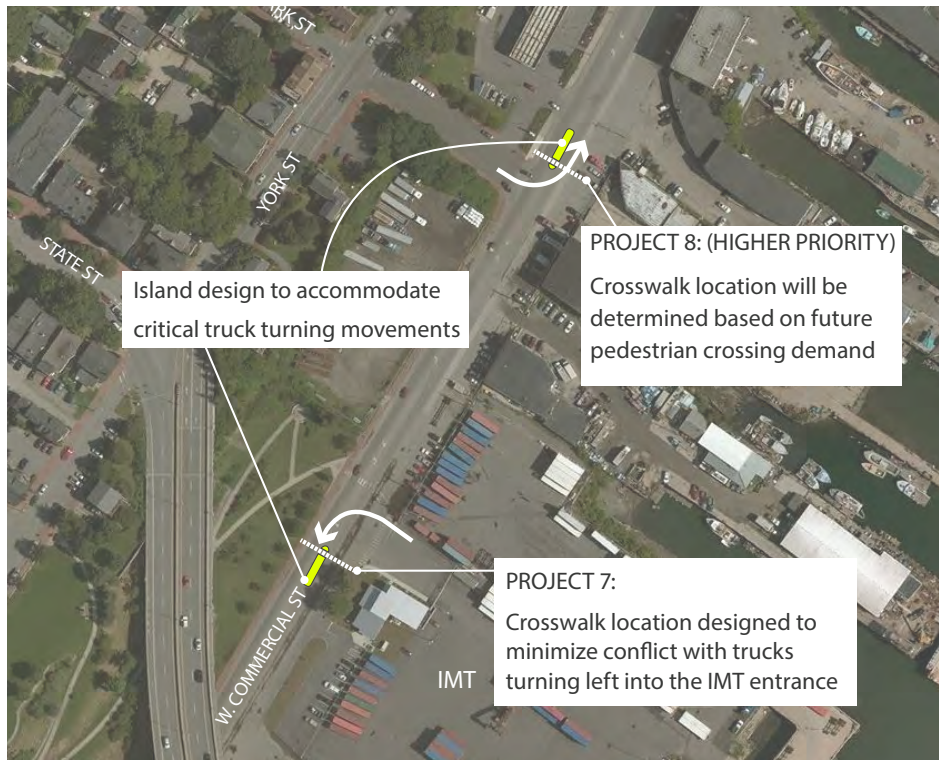 PARK ST
YORK ST
STATE ST
PROJECT 8: (HIGHER PRIORITY)
Crosswalk location will be
determined based on future
pedestrian crossing demand
Island design to accommodate
critical truck turning movements
PROJECT 7:
Crosswalk location designed to
minimize conflict with trucks
turning left into the IMT entrance
W. COMMERCIAL ST
IMT